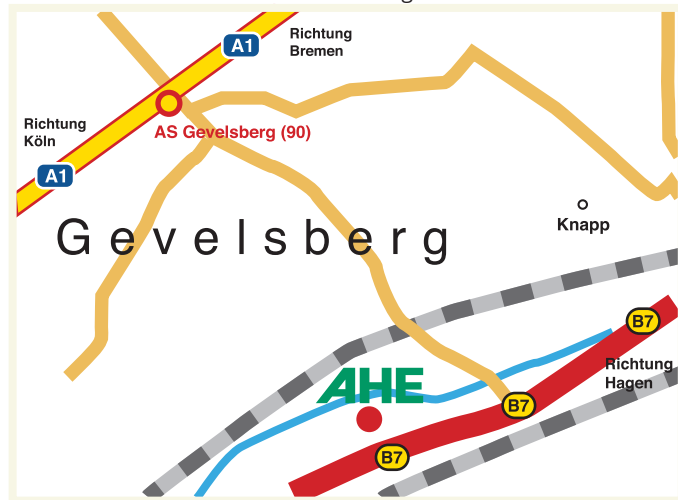 A1
Richtung
Bremen
Richtung
Köln
AS Gevelsberg (90)
A1
Gevelsberg
Knapp
B7
Richtung
Hagen
AHE
B7
B7